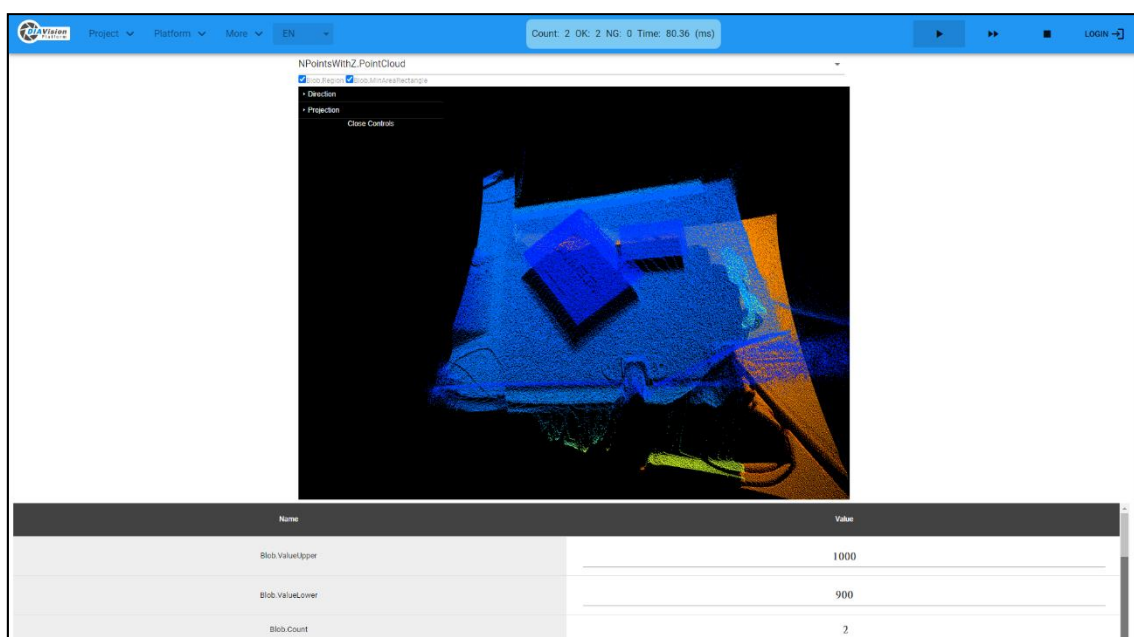 DIAVision
Platform
Project
Platform
More
EN
Count: 2 OK: 2 NG: 0 Time: 80.36 (ms)
LOGIN
NPointsWithZ.PointCloud
Blob.Region Blob.MinAreaRectangle
Direction
Projection
Close Controls
Name Value
Blob.ValueUpper 1000
Blob.ValueLower 900
Blob.Count 2